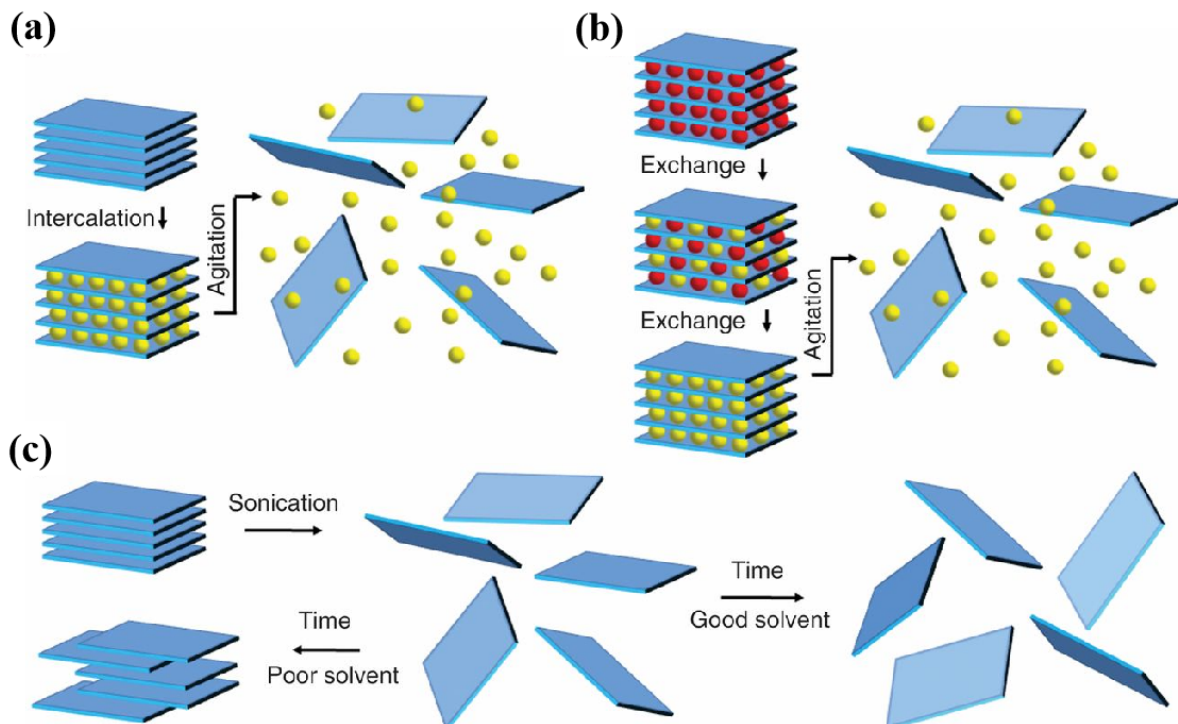 (a)
Intercalation
Agitation
(b)
Exchange
Exchange
Agitation
(c)
Sonication
Time
Poor solvent
Time
Good solvent